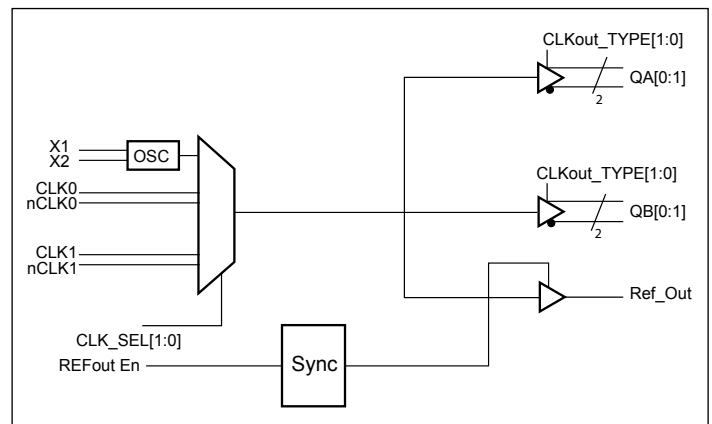 CLKout_TYPE[1:0]
QA[0:1]
2
X1
X2
OSC
CLKout_TYPE[1:0]
CLK0
nCLK0
QB[0:1]
2
CLK1
nCLK1
Ref_Out
CLK_SEL[1:0]
REFout En
Sync